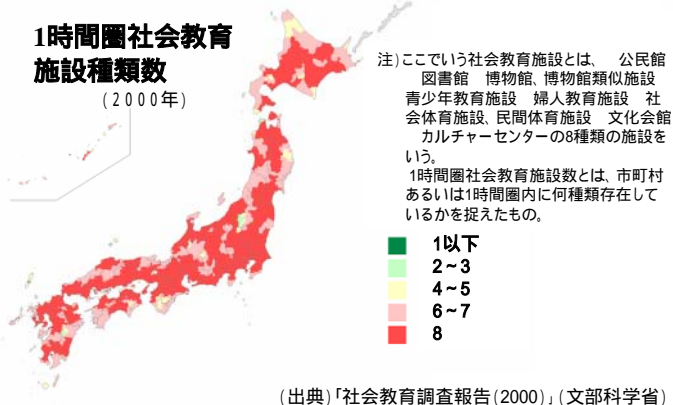 1時間圏社会教育
施設種類数
(2000年)
注)ここでいう社会教育施設とは、 公民館
図書館 博物館、博物館類似施設
青少年教育施設 婦人教育施設 社
会体育施設、民間体育施設 文化会館
カルチャーセンターの8種類の施設を
いう。
1時間圏社会教育施設数とは、市町村
あるいは1時間圏内に何種類存在して
いるかを捉えたもの。
1以下
2~3
4~5
6~7
8
(出典)「社会教育調査報告(2000)」(文部科学省)